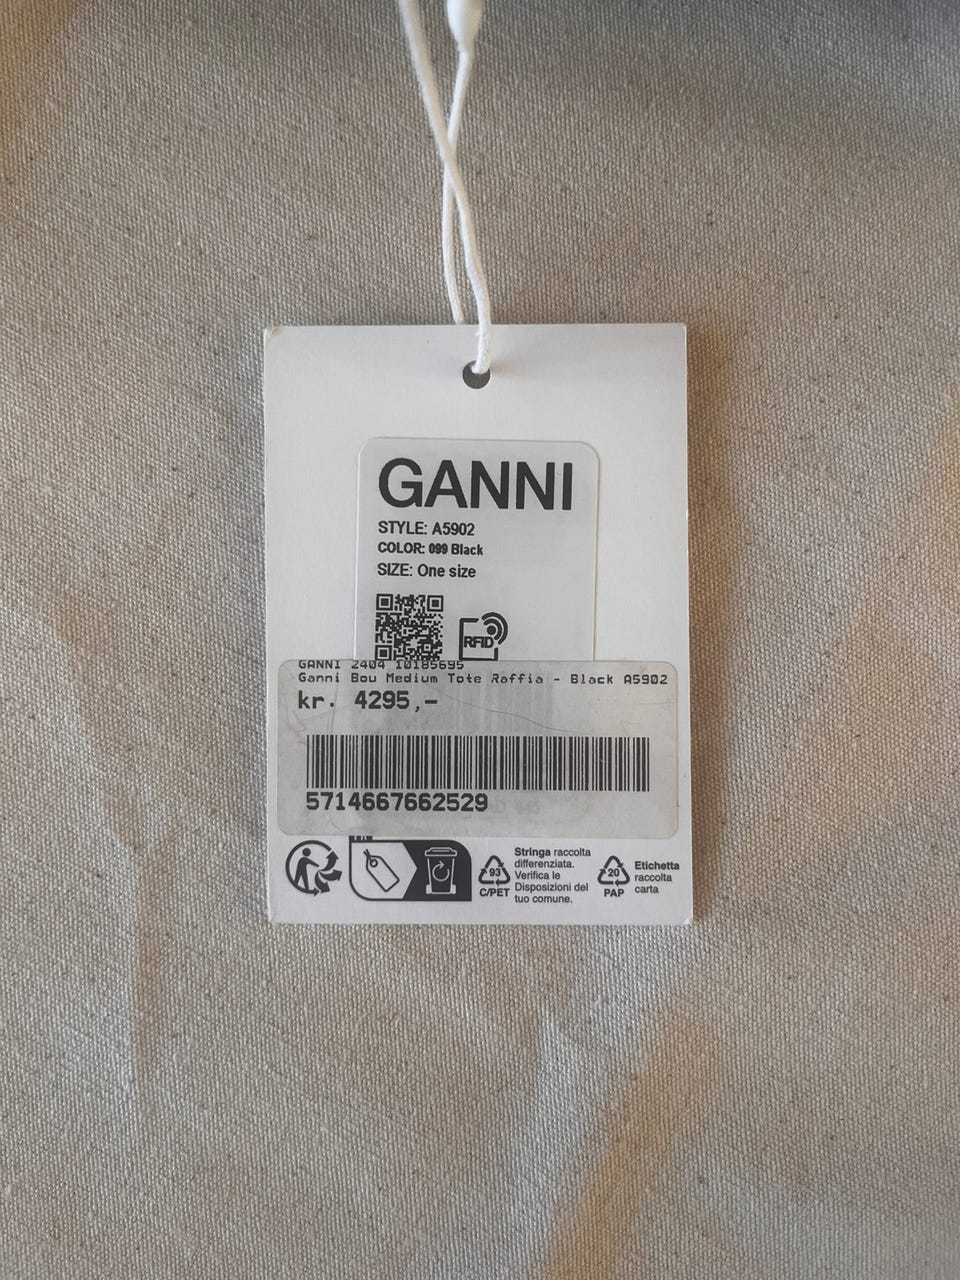 GANNI
STYLE: A5902
COLOR: 099 Black
SIZE: One size
RFID
GANNI 2404 10185695
Ganni Bou Medium Tote Raffia - Black A5902
kr. 4295,-
5714667662529
93
C/PET
Stringa raccolta
differenziata.
Verifica le
Disposizioni del
tuo comune.
20
PAP
Etichetta
raccolta
carta